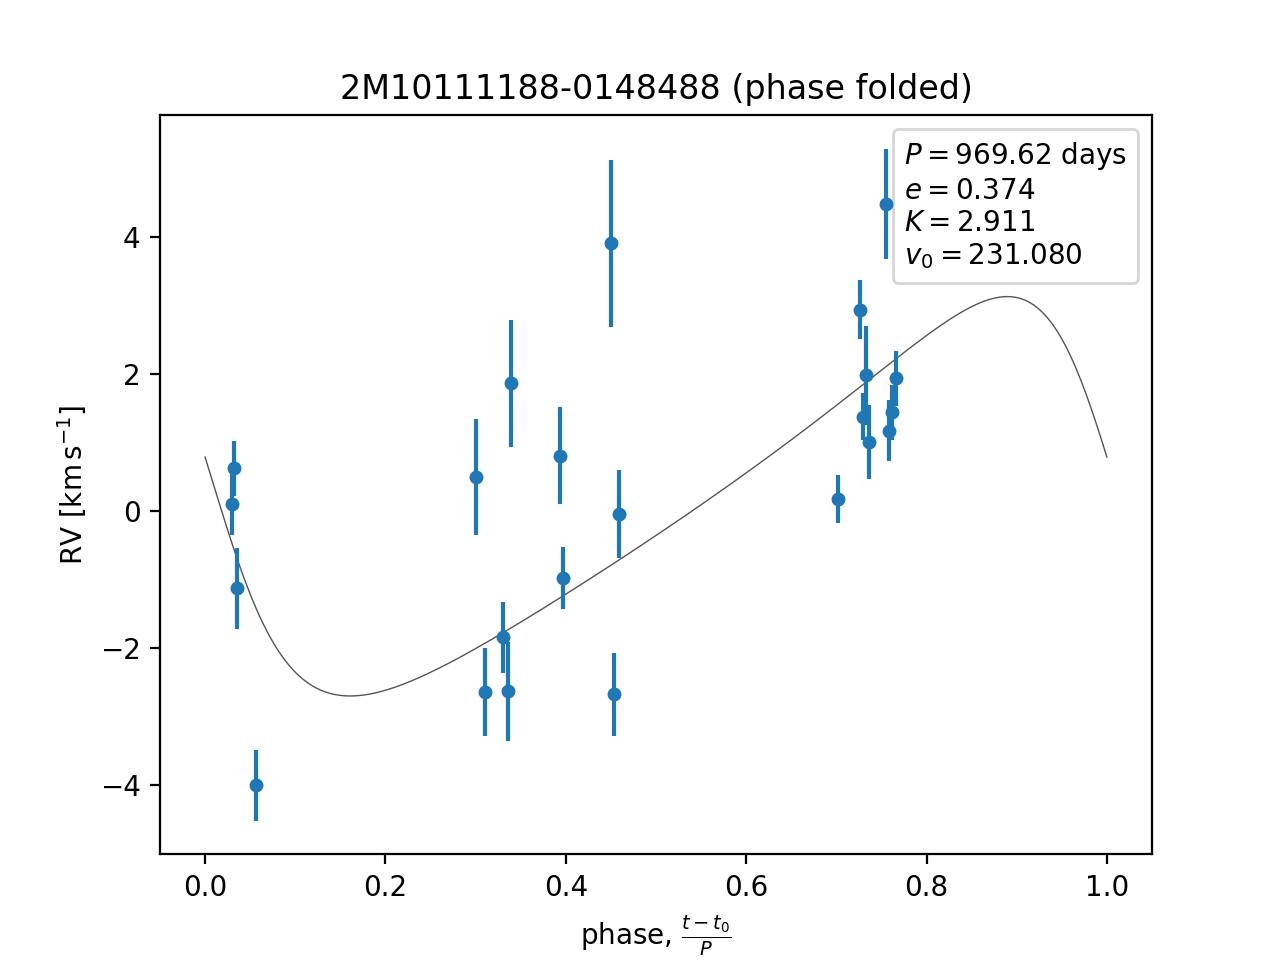 2M10111188-0148488 (phase folded)
P = 969.62 days
e = 0.374
K = 2.911
v₀ = 231.080
RV [km s⁻¹]
4
2
0
−2
−4
0.0 0.2 0.4 0.6 0.8 1.0
phase, (t − t₀)/P